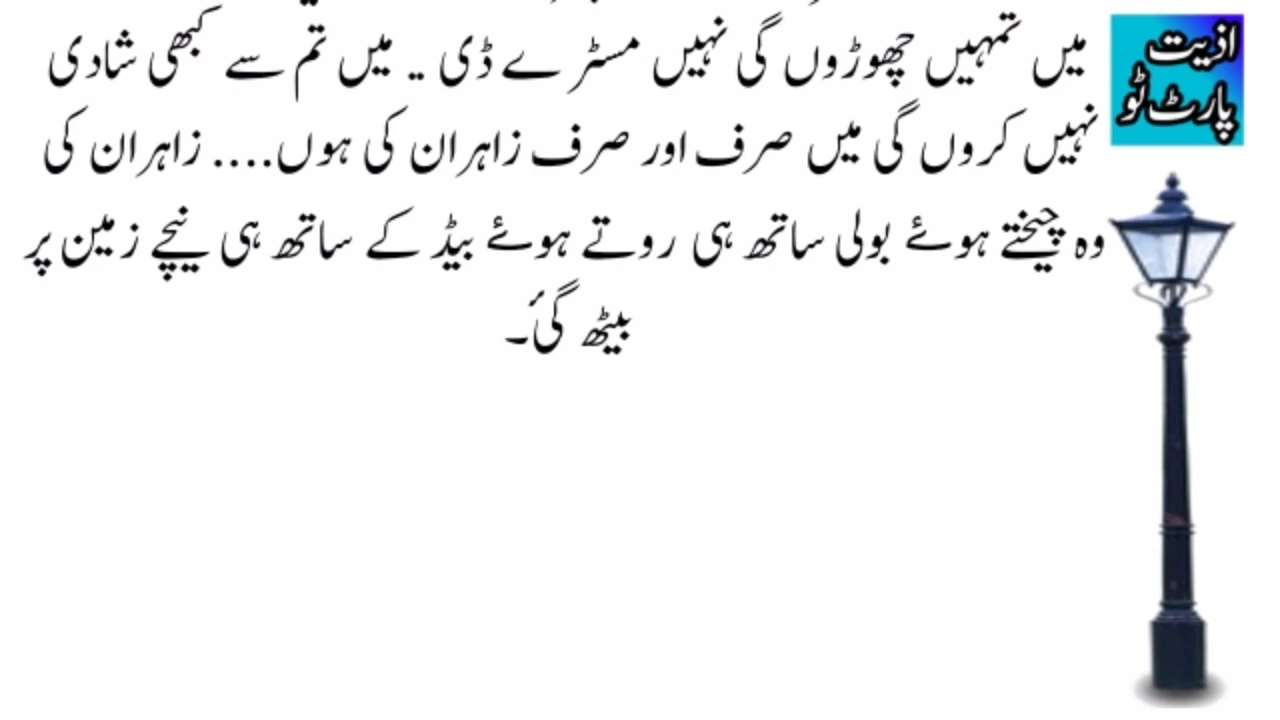 میں تمہیں چھوڑوں گی نہیں مسٹر اے ڈی .. میں تم سے کبھی شادی
نہیں کروں گی میں صرف اور صرف زاہران کی ہوں.... زاہران کی
وہ چیختے ہوئے بولی ساتھ ہی روتے ہوئے بیڈ کے ساتھ ہی نیچے زمین پر
بیٹھ گئ۔
اذیت
پارٹ ٹو